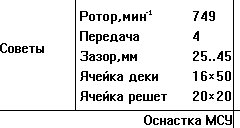 Советы
Ротор,мин⁻¹ 749
Передача 4
Зазор,мм 25..45
Ячейка деки 16×50
Ячейка решет 20×20
Оснастка МСУ